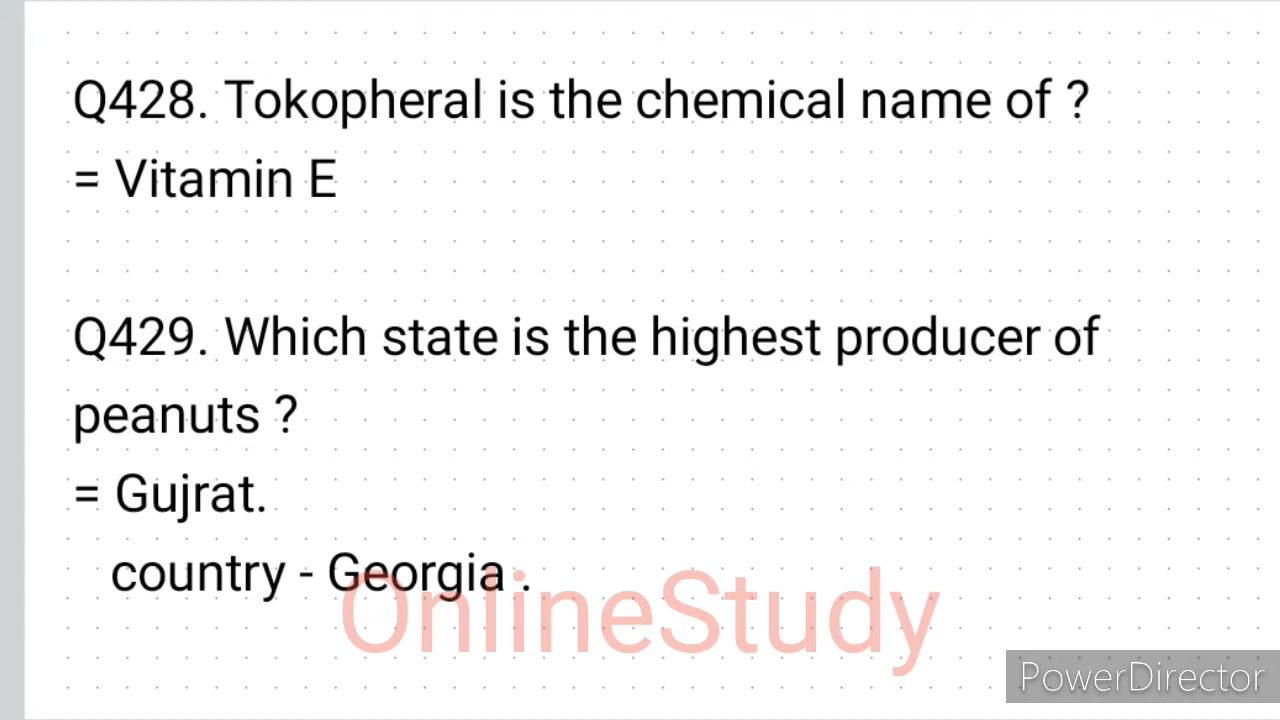 Q428. Tokopheral is the chemical name of ?
= Vitamin E
Q429. Which state is the highest producer of
peanuts ?
= Gujrat.
country - Georgia .
OnlineStudy
PowerDirector